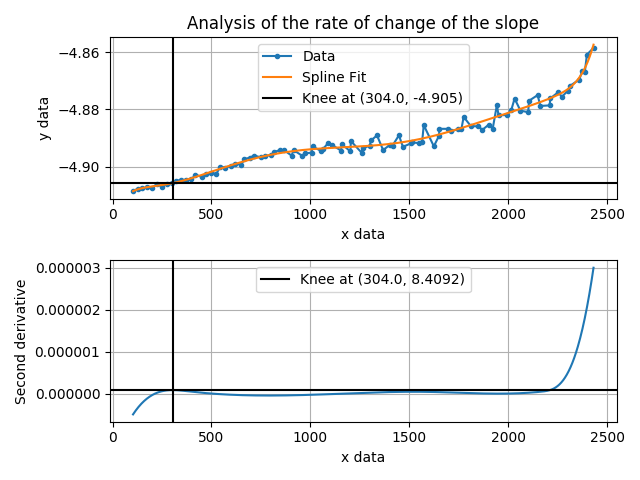 Analysis of the rate of change of the slope
−4.86
−4.88
−4.90
y data
Data
Spline Fit
Knee at (304.0, -4.905)
0
500
1000
1500
2000
2500
x data
0.000003
0.000002
0.000001
0.000000
Second derivative
Knee at (304.0, 8.4092)
0
500
1000
1500
2000
2500
x data